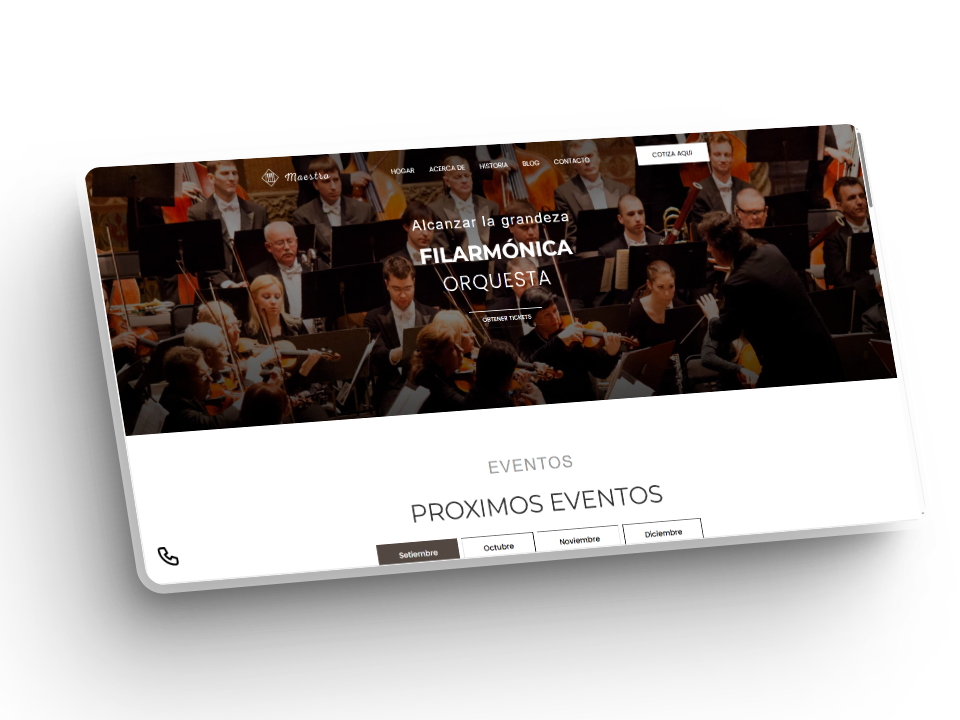 Maestro
HOGAR ACERCA DE HISTORIA BLOG CONTACTO
COTIZA AQUI
Alcanzar la grandeza
FILARMÓNICA
ORQUESTA
OBTENER TICKETS
EVENTOS
PROXIMOS EVENTOS
Setiembre Octubre Noviembre Diciembre